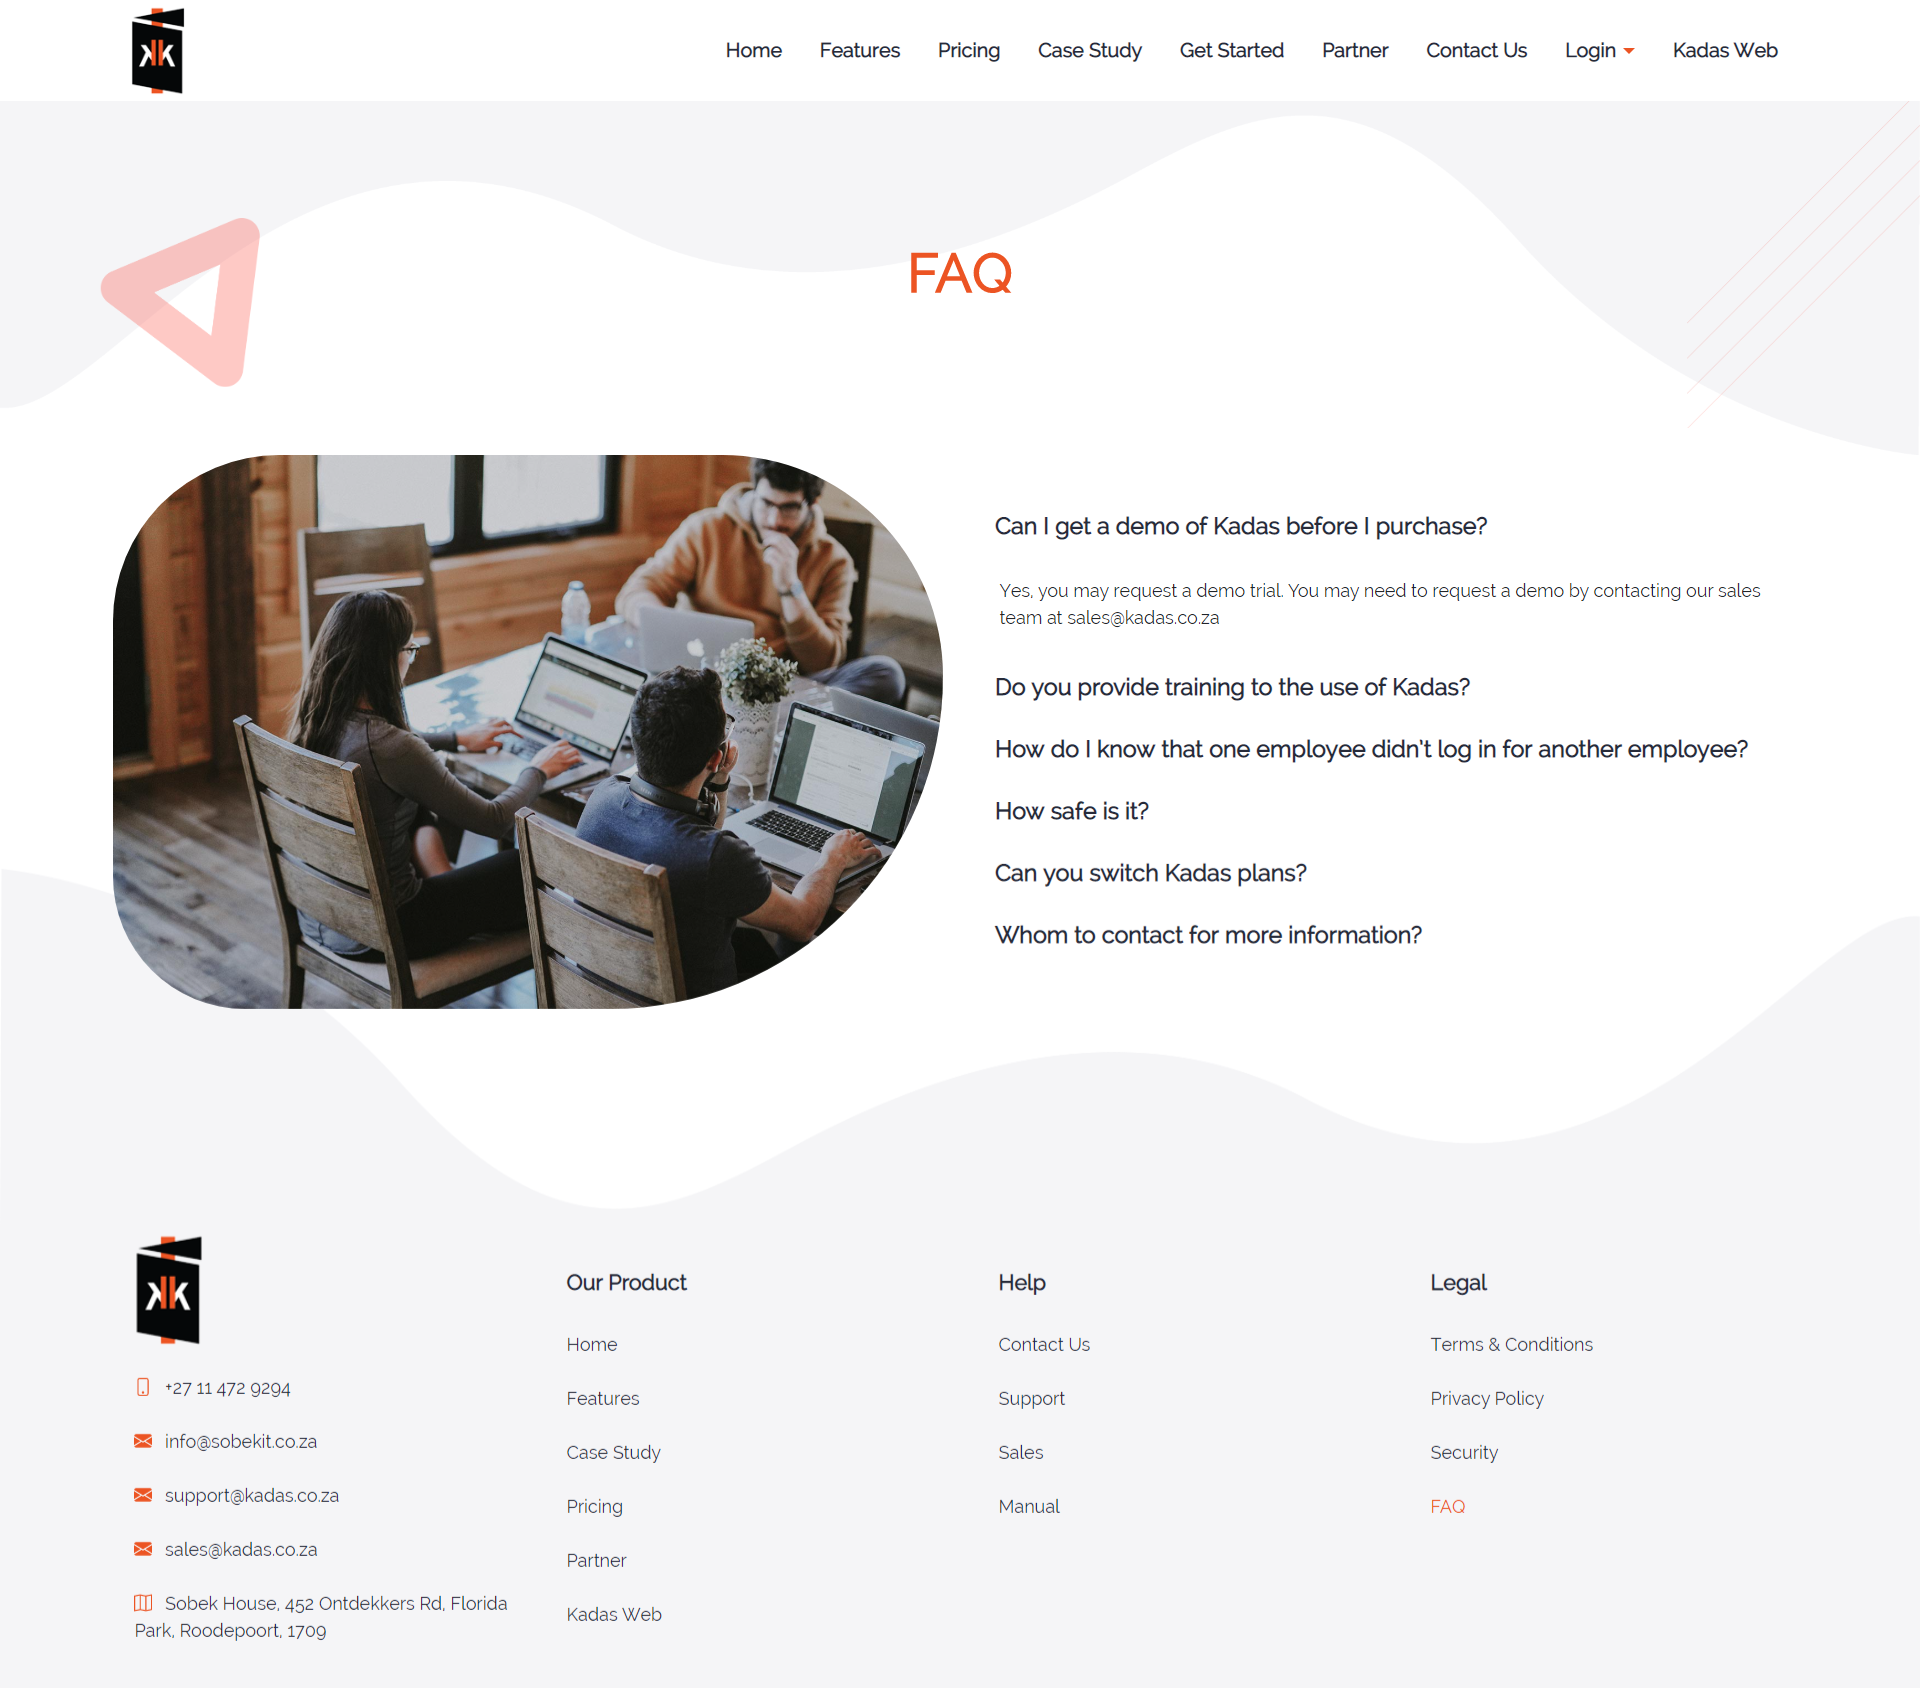 KK
Home Features Pricing Case Study Get Started Partner Contact Us Login Kadas Web
FAQ
Can I get a demo of Kadas before I purchase?
Yes, you may request a demo trial. You may need to request a demo by contacting our sales
team at sales@kadas.co.za
Do you provide training to the use of Kadas?
How do I know that one employee didn’t log in for another employee?
How safe is it?
Can you switch Kadas plans?
Whom to contact for more information?
KK
+27 11 472 9294
info@sobekit.co.za
support@kadas.co.za
sales@kadas.co.za
Sobek House, 452 Ontdekkers Rd, Florida
Park, Roodepoort, 1709
Our Product
Home
Features
Case Study
Pricing
Partner
Kadas Web
Help
Contact Us
Support
Sales
Manual
Legal
Terms & Conditions
Privacy Policy
Security
FAQ